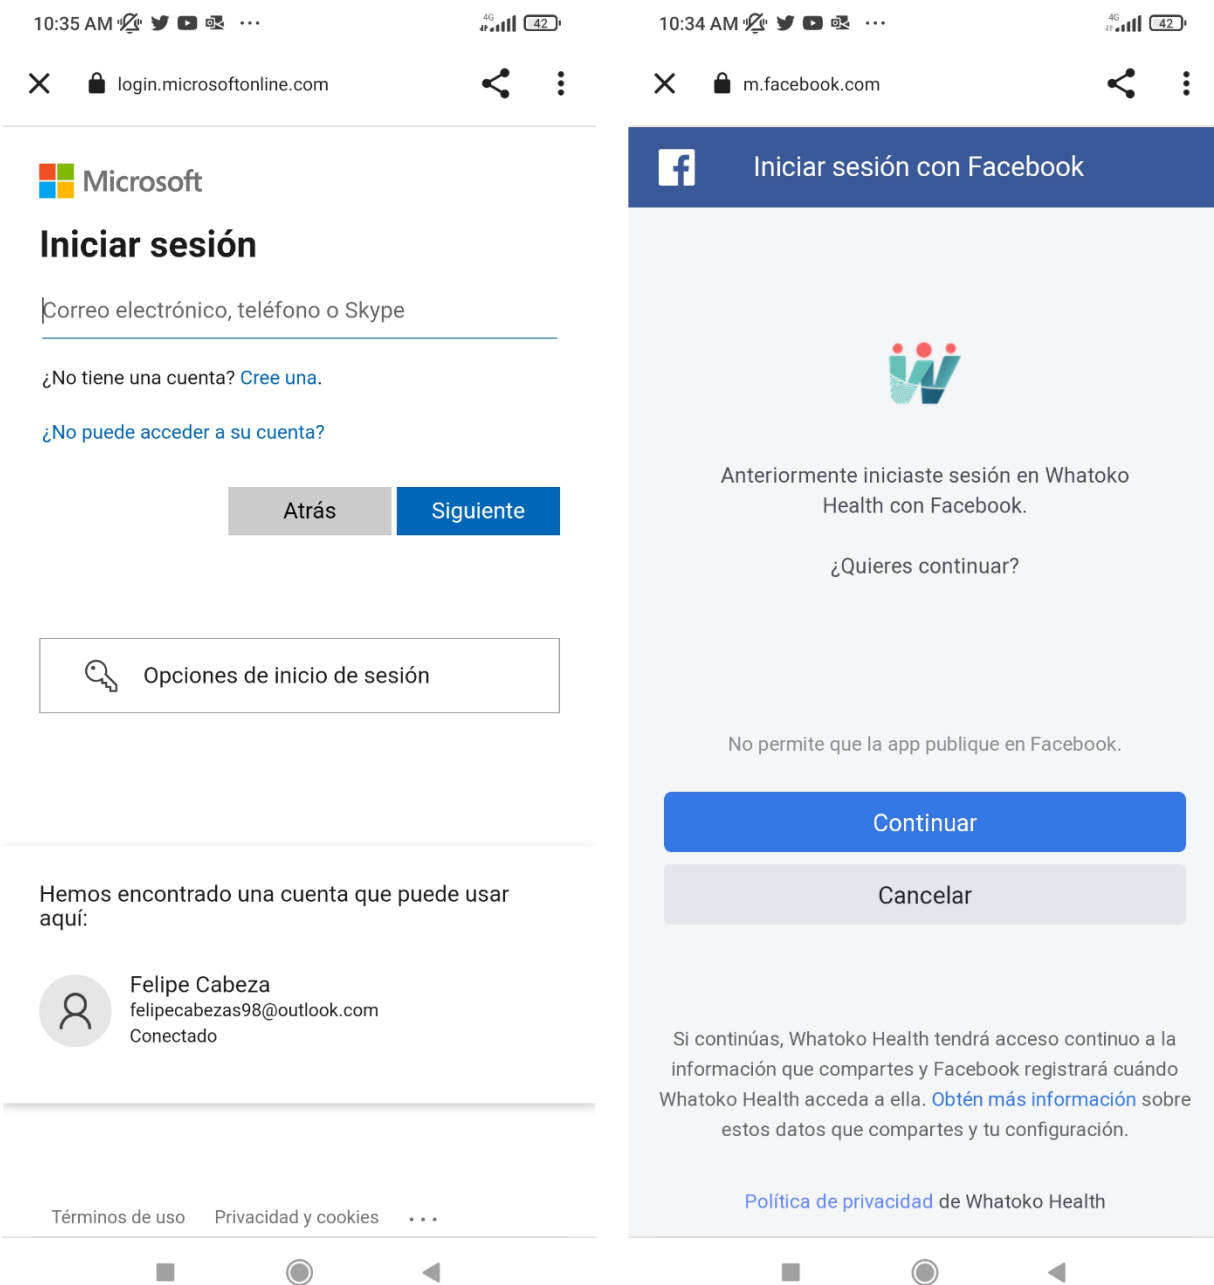 10:35 AM
4G
42
login.microsoftonline.com
Microsoft
Iniciar sesión
Correo electrónico, teléfono o Skype
¿No tiene una cuenta? Cree una.
¿No puede acceder a su cuenta?
Atrás
Siguiente
Opciones de inicio de sesión
Hemos encontrado una cuenta que puede usar
aquí:
Felipe Cabeza
felipecabezas98@outlook.com
Conectado
Términos de uso
Privacidad y cookies
10:34 AM
4G
42
m.facebook.com
Iniciar sesión con Facebook
Anteriormente iniciaste sesión en Whatoko
Health con Facebook.
¿Quieres continuar?
No permite que la app publique en Facebook.
Continuar
Cancelar
Si continúas, Whatoko Health tendrá acceso continuo a la
información que compartes y Facebook registrará cuándo
Whatoko Health acceda a ella. Obtén más información sobre
estos datos que compartes y tu configuración.
Política de privacidad de Whatoko Health